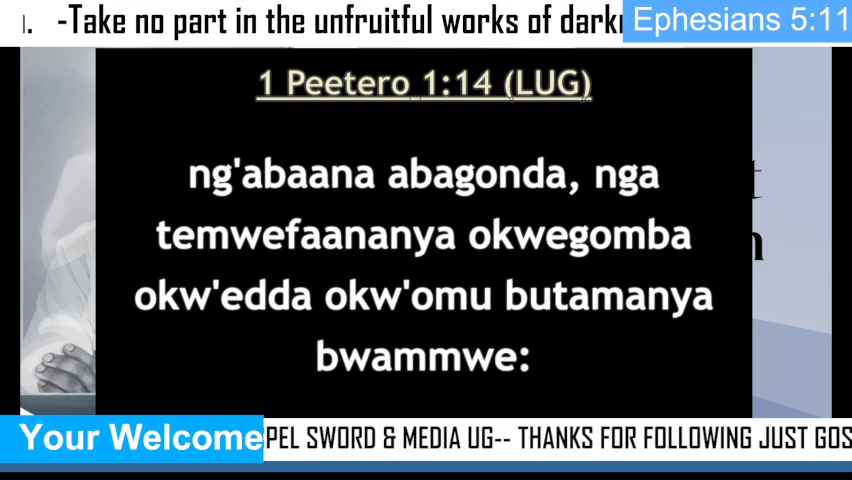 . -Take no part in the unfruitful works of dark
Ephesians 5:11
1 Peetero 1:14 (LUG)
ng'abaana abagonda, nga
temwefaananya okwegomba
okw'edda okw'omu butamanya
bwammwe:
Your Welcome
PEL SWORD & MEDIA UG-- THANKS FOR FOLLOWING JUST GOS